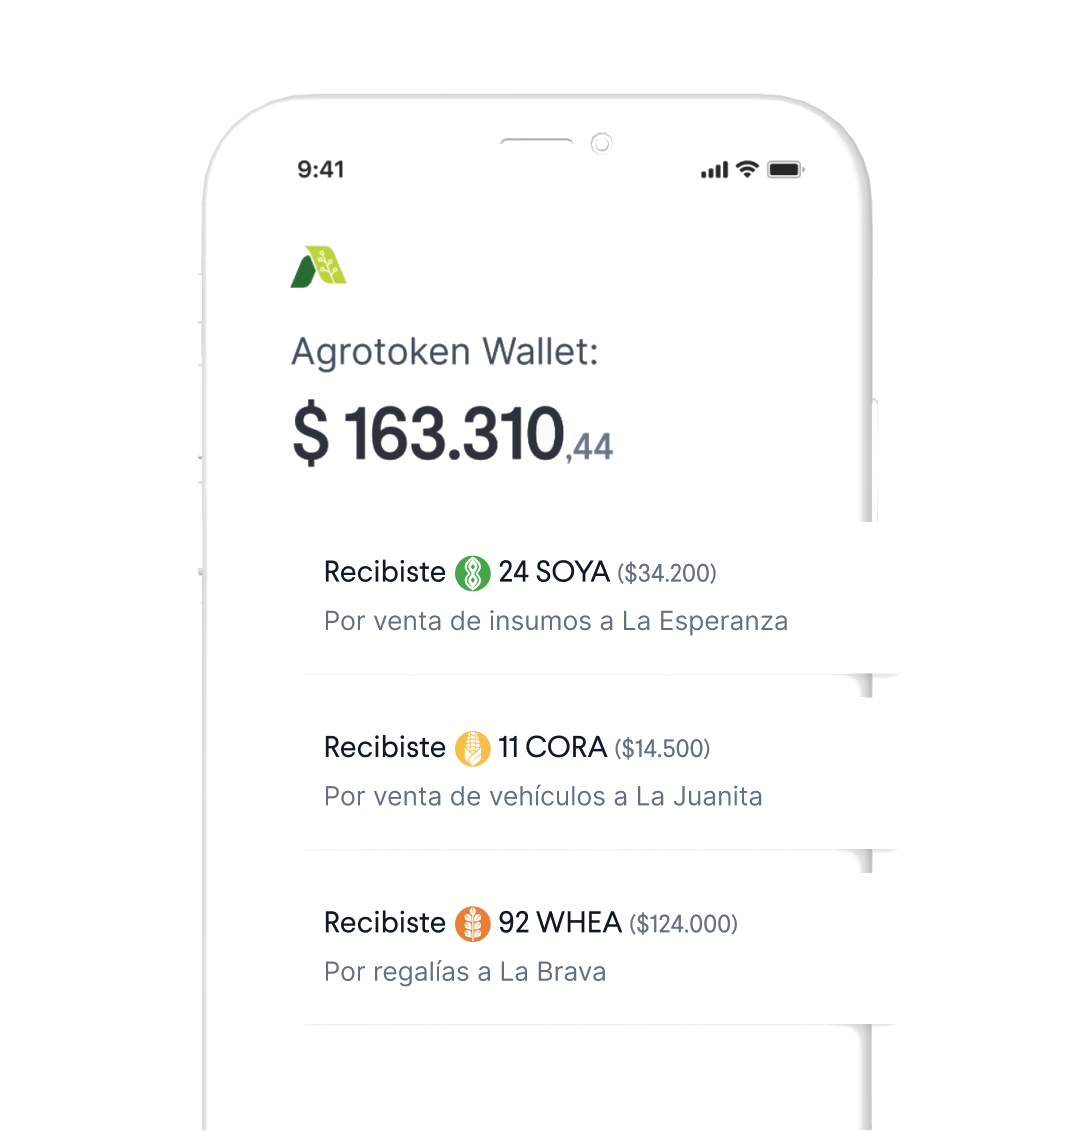 9:41
Agrotoken Wallet:
$ 163.310,44
Recibiste 24 SOYA ($34.200)
Por venta de insumos a La Esperanza
Recibiste 11 CORA ($14.500)
Por venta de vehículos a La Juanita
Recibiste 92 WHEA ($124.000)
Por regalías a La Brava